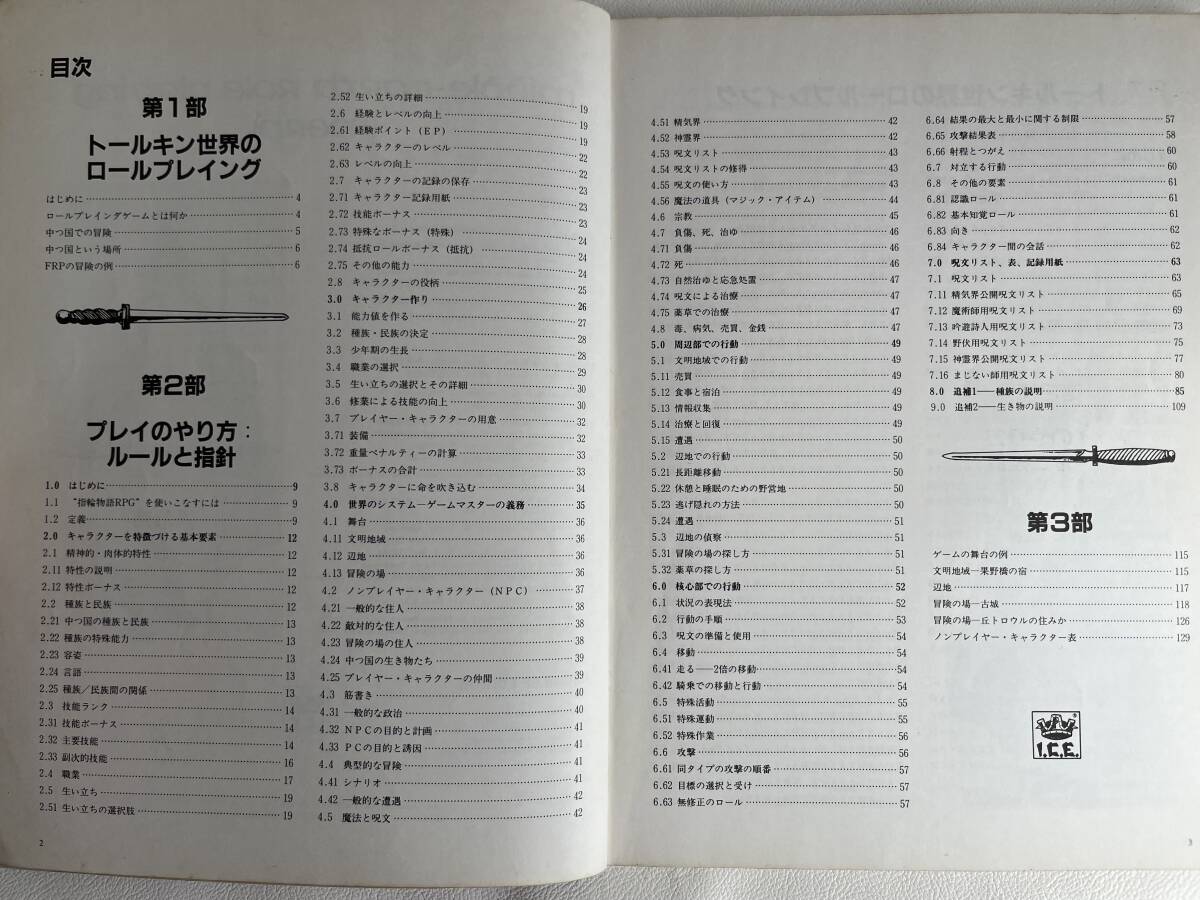 目次
第1部
トールキン世界の
ロールプレイング
はじめに 4
ロールプレイングゲームとは何か 4
中つ国での冒険 5
中つ国という場所 6
FRPの冒険の例 6
第2部
プレイのやり方:
ルールと指針
1.0 はじめに 9
1.1 “指輪物語RPG”を使いこなすには 9
1.2 定義 9
2.0 キャラクターを特徴づける基本要素 12
2.1 精神的・肉体的特性 12
2.11 特性の説明 12
2.12 特性ボーナス 12
2.2 種族と民族 12
2.21 中つ国の種族と民族 13
2.22 種族の特殊能力 13
2.23 容姿 13
2.24 言語 13
2.25 種族/民族間の関係 13
2.3 技能ランク 14
2.31 技能ボーナス 14
2.32 主要技能 14
2.33 副次的技能 16
2.4 職業 17
2.5 生い立ち 19
2.51 生い立ちの選択肢 19
2.52 生い立ちの詳細 19
2.6 経験とレベルの向上 19
2.61 経験ポイント(EP) 19
2.62 キャラクターのレベル 22
2.63 レベルの向上 22
2.7 キャラクターの記録の保存 23
2.71 キャラクター記録用紙 23
2.72 技能ボーナス 23
2.73 特殊なボーナス(特殊) 24
2.74 抵抗ロールボーナス(抵抗) 24
2.75 その他の能力 24
2.8 キャラクターの役柄 25
3.0 キャラクター作り 26
3.1 能力値を作る 27
3.2 種族・民族の決定 28
3.3 少年期の生長 28
3.4 職業の選択 29
3.5 生い立ちの選択とその詳細 30
3.6 修業による技能の向上 30
3.7 プレイヤー・キャラクターの用意 32
3.71 装備 32
3.72 重量ペナルティーの計算 33
3.73 ボーナスの合計 33
3.8 キャラクターに命を吹き込む 34
4.0 世界のシステム―ゲームマスターの義務 35
4.1 舞台 36
4.11 文明地域 36
4.12 辺地 36
4.13 冒険の場 36
4.2 ノンプレイヤー・キャラクター(NPC) 37
4.21 一般的な住人 38
4.22 敵対的な住人 38
4.23 冒険の場の住人 38
4.24 中つ国の生き物たち 39
4.25 プレイヤー・キャラクターの仲間 39
4.3 筋書き 40
4.31 一般的な政治 40
4.32 NPCの目的と計画 41
4.33 PCの目的と誘因 41
4.4 典型的な冒険 41
4.41 シナリオ 41
4.42 一般的な遭遇 42
4.5 魔法と呪文 42
2
4.51 精気界 42
4.52 神霊界 42
4.53 呪文リスト 43
4.54 呪文リストの修得 43
4.55 呪文の使い方 43
4.56 魔法の道具(マジック・アイテム) 44
4.6 宗教 45
4.7 負傷、死、治ゆ 46
4.71 負傷 46
4.72 死 46
4.73 自然治ゆと応急処置 47
4.74 呪文による治療 47
4.75 薬草での治療 47
4.8 毒、病気、売買、金銭 47
5.0 周辺部での行動 49
5.1 文明地域での行動 49
5.11 売買 49
5.12 食事と宿泊 49
5.13 情報収集 49
5.14 治療と回復 49
5.15 遭遇 50
5.2 辺地での行動 50
5.21 長距離移動 50
5.22 休憩と睡眠のための野営地 50
5.23 逃げ隠れの方法 50
5.24 遭遇 51
5.3 辺地の偵察 51
5.31 冒険の場の探し方 51
5.32 薬草の探し方 51
6.0 核心部での行動 52
6.1 状況の表現法 52
6.2 行動の手順 53
6.3 呪文の準備と使用 54
6.4 移動 54
6.41 走る――2倍の移動 54
6.42 騎乗での移動と行動 54
6.5 特殊活動 55
6.51 特殊運動 55
6.52 特殊作業 56
6.6 攻撃 56
6.61 同タイプの攻撃の順番 57
6.62 目標の選択と受け 57
6.63 無修正のロール 57
6.64 結果の最大と最小に関する制限 57
6.65 攻撃結果表 58
6.66 射程とつがえ 60
6.7 対立する行動 60
6.8 その他の要素 61
6.81 認識ロール 61
6.82 基本知覚ロール 61
6.83 向き 62
6.84 キャラクター間の会話 62
7.0 呪文リスト、表、記録用紙 63
7.1 呪文リスト 63
7.11 精気界公開呪文リスト 65
7.12 魔術師用呪文リスト 69
7.13 吟遊詩人用呪文リスト 73
7.14 野伏用呪文リスト 75
7.15 神霊界公開呪文リスト 77
7.16 まじない師用呪文リスト 80
8.0 追補1――種族の説明 85
9.0 追補2――生き物の説明 109
第3部
ゲームの舞台の例 115
文明地域―果野橋の宿 115
辺地 117
冒険の場―古城 118
冒険の場―丘トロウルの住みか 126
ノンプレイヤー・キャラクター表 129
I.C.E.
3